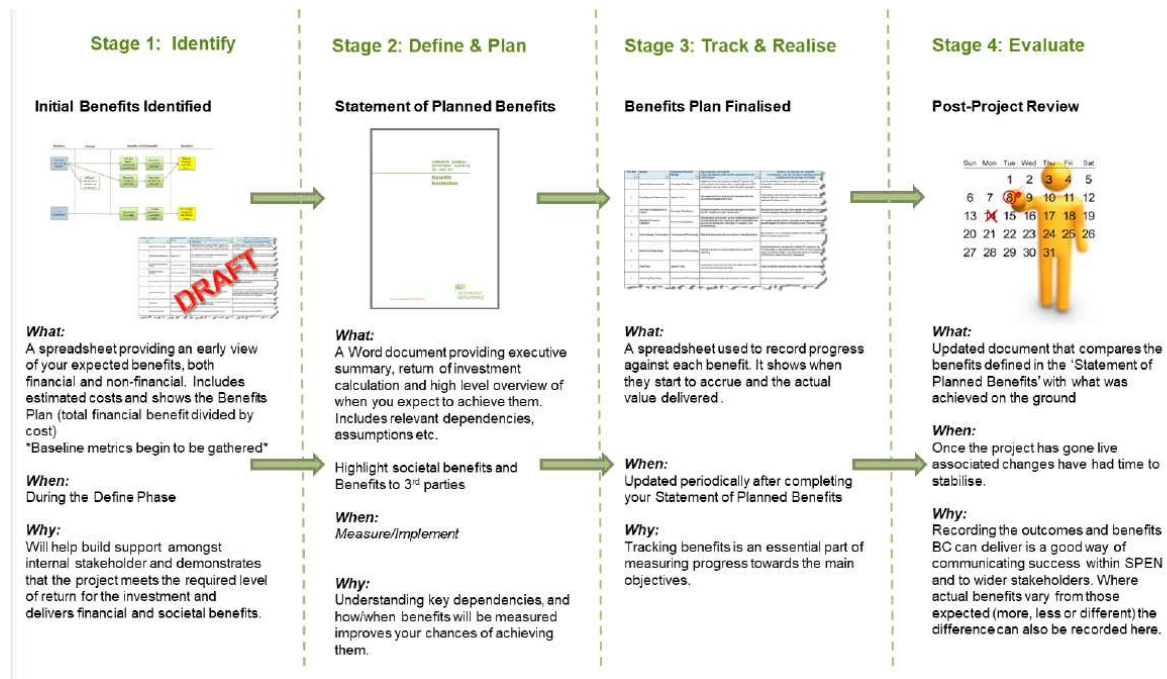 Stage 1: Identify
Initial Benefits Identified
DRAFT
What:
A spreadsheet providing an early view
of your expected benefits, both
financial and non-financial. Includes
estimated costs and shows the Benefits
Plan (total financial benefit divided by
cost)
*Baseline metrics begin to be gathered*
When:
During the Define Phase
Why:
Will help build support amongst
internal stakeholder and demonstrates
that the project meets the required level
of return for the investment and
delivers financial and societal benefits.
Stage 2: Define & Plan
Statement of Planned Benefits
What:
A Word document providing executive
summary, return of investment
calculation and high level overview of
when you expect to achieve them.
Includes relevant dependencies,
assumptions etc.
Highlight societal benefits and
Benefits to 3rd parties
When:
Measure/Implement
Why:
Understanding key dependencies, and
how/when benefits will be measured
improves your chances of achieving
them.
Stage 3: Track & Realise
Benefits Plan Finalised
What:
A spreadsheet used to record progress
against each benefit. It shows when
they start to accrue and the actual
value delivered .
When:
Updated periodically after completing
your Statement of Planned Benefits
Why:
Tracking benefits is an essential part of
measuring progress towards the main
objectives.
Stage 4: Evaluate
Post-Project Review
Sun Mon Tue Wed Thu Fri Sat
1 2 3 4 5
6 7 8 9 10 11 12
13 14 15 16 17 18 19
20 21 22 23 24 25 26
27 28 29 30 31
What:
Updated document that compares the
benefits defined in the ‘Statement of
Planned Benefits’ with what was
achieved on the ground
When:
Once the project has gone live
associated changes have had time to
stabilise.
Why:
Recording the outcomes and benefits
BC can deliver is a good way of
communicating success within SPEN
and to wider stakeholders. Where
actual benefits vary from those
expected (more, less or different) the
difference can also be recorded here.